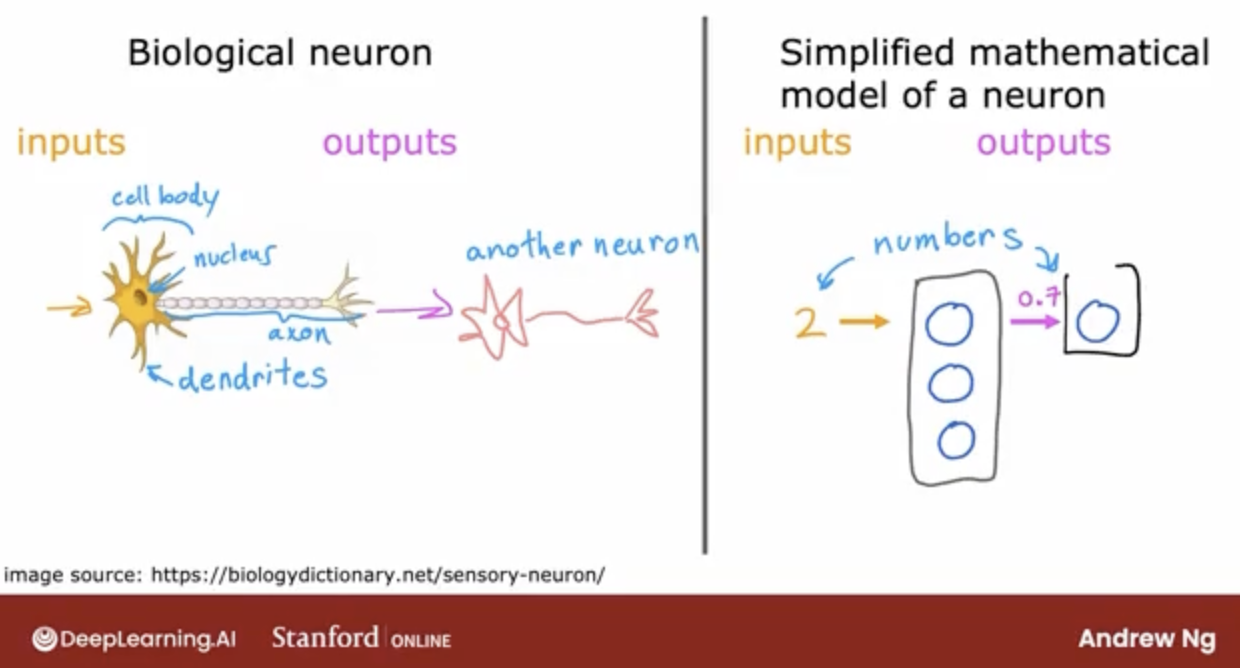 Biological neuron
inputs
outputs
cell body
nucleus
another neuron
axon
dendrites
Simplified mathematical
model of a neuron
inputs
outputs
numbers
2
0.7
image source: https://biologydictionary.net/sensory-neuron/
DeepLearning.AI
Stanford ONLINE
Andrew Ng